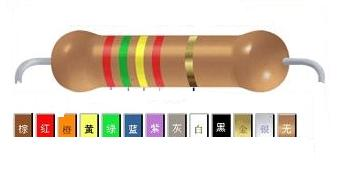 棕 红 橙 黄 绿 蓝 紫 灰 白 黑 金 银 无